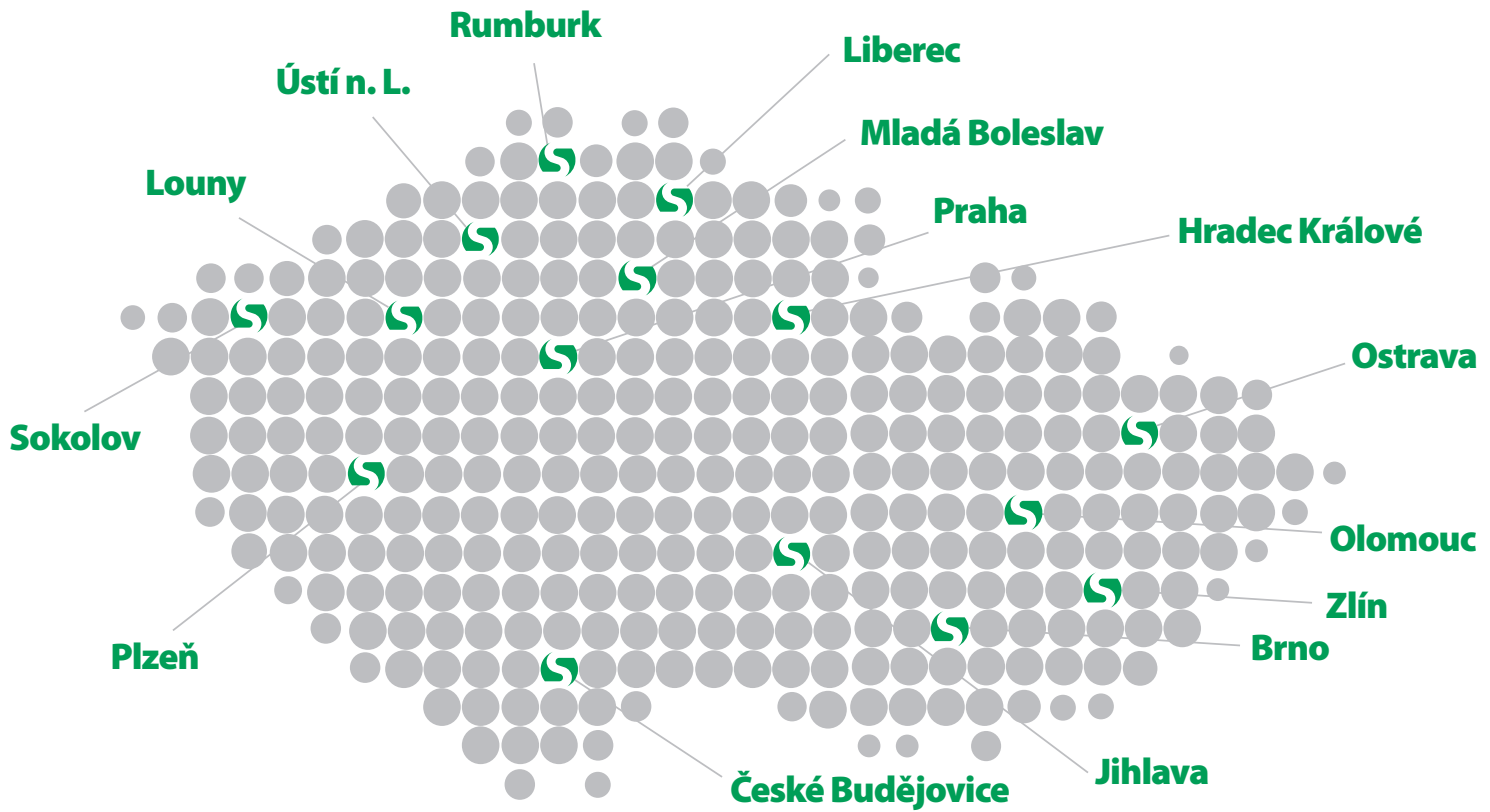 Rumburk
Liberec
Ústí n. L.
Mladá Boleslav
Louny
Praha
Hradec Králové
Ostrava
Sokolov
Olomouc
Zlín
Brno
Plzeň
Jihlava
České Budějovice